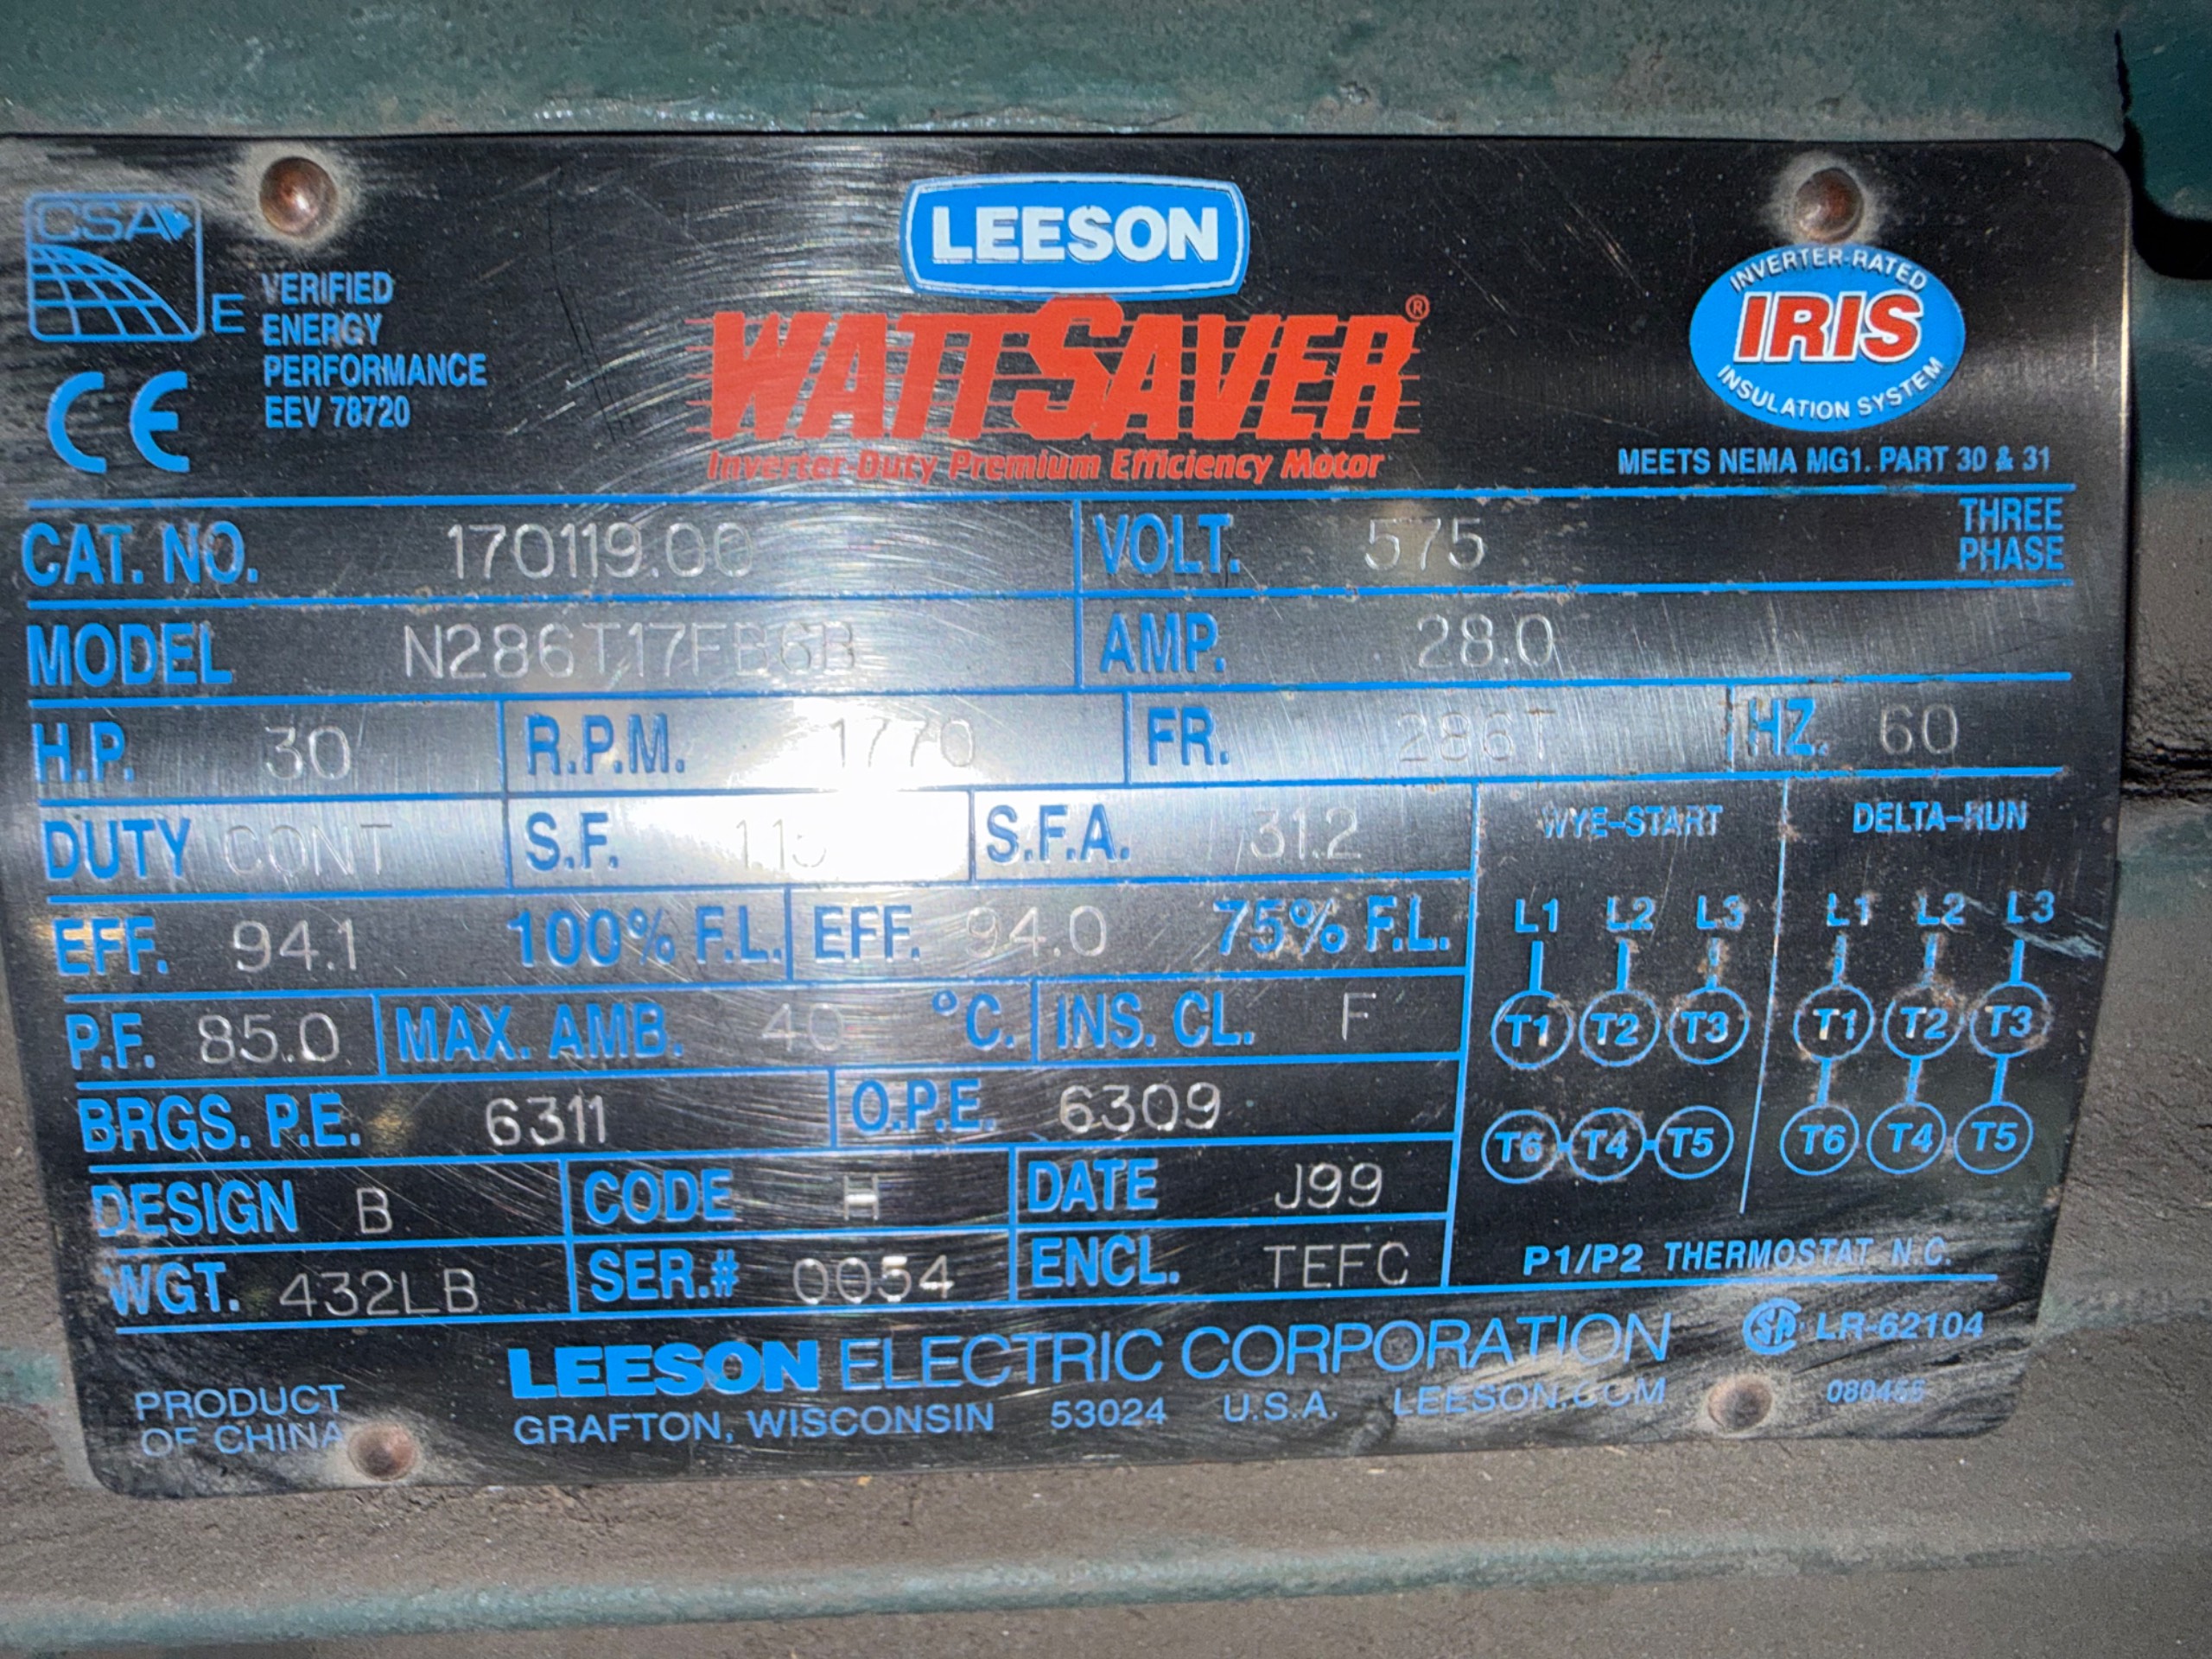 CSA
E
VERIFIED
ENERGY
PERFORMANCE
EEV 78720
CE
LEESON
WATTSAVER®
Inverter-Duty Premium Efficiency Motor
INVERTER-RATED
IRIS
INSULATION SYSTEM
MEETS NEMA MG1. PART 30 & 31
CAT. NO. 170119.00 VOLT. 575 THREE PHASE
MODEL N286T17FB6B AMP. 28.0
H.P. 30 R.P.M. 1770 FR. 286T HZ. 60
DUTY CONT S.F. 1.15 S.F.A. 31.2
EFF. 94.1 100% F.L. EFF. 94.0 75% F.L.
P.F. 85.0 MAX. AMB. 40 °C. INS. CL. F
BRGS. P.E. 6311 O.P.E. 6309
DESIGN B CODE H DATE J99
WGT. 432LB SER.# 0054 ENCL. TEFC
WYE-START DELTA-RUN
L1 L2 L3 L1 L2 L3
T1 T2 T3 T1 T2 T3
T6 T4 T5 T6 T4 T5
P1/P2 THERMOSTAT N.C.
LEESON ELECTRIC CORPORATION
GRAFTON, WISCONSIN 53024 U.S.A. LEESON.COM
SA LR-62104
PRODUCT
OF CHINA